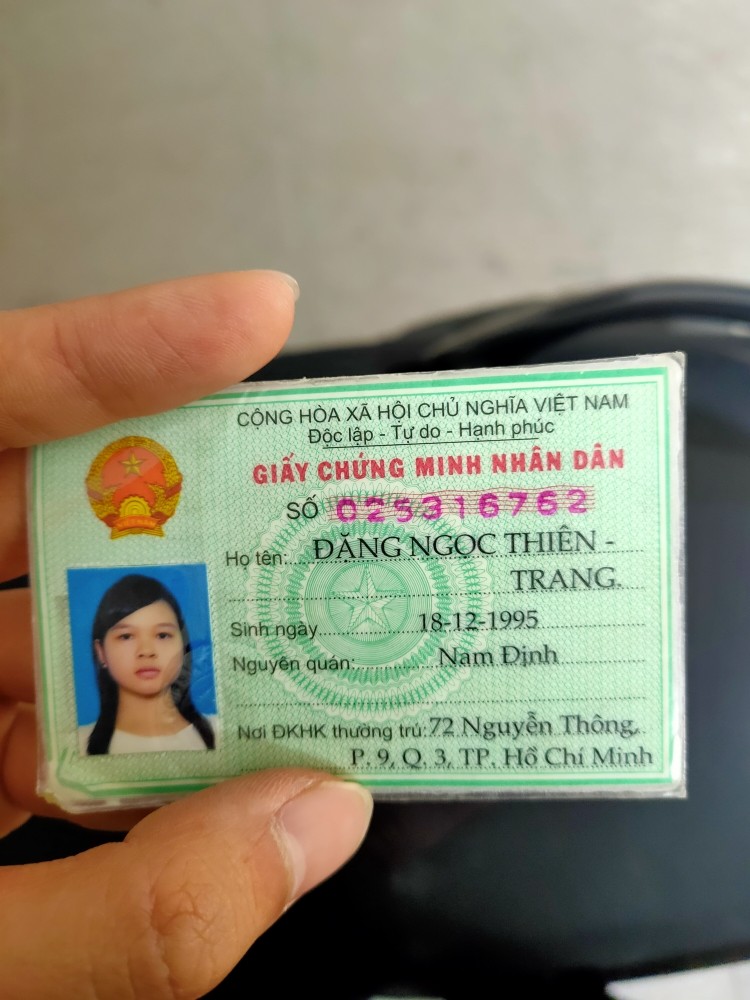 CỘNG HÒA XÃ HỘI CHỦ NGHĨA VIỆT NAM
Độc lập - Tự do - Hạnh phúc
GIẤY CHỨNG MINH NHÂN DÂN
SỐ 025316762
Họ tên: ĐẶNG NGỌC THIÊN -
TRANG.
Sinh ngày 18-12-1995
Nguyên quán: Nam Định
Nơi ĐKHK thường trú: 72 Nguyễn Thông,
P. 9, Q. 3, TP. Hồ Chí Minh